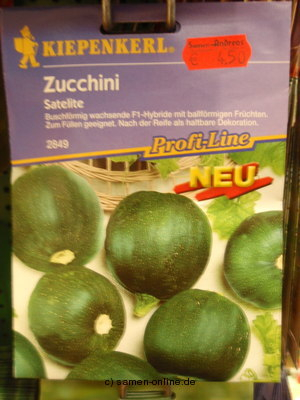 KIEPENKERL®
Samen-Andreas
€ 4,50
Zucchini
Satelite
Buschförmig wachsende F1-Hybride mit ballförmigen Früchten.
Zum Füllen geeignet. Nach der Reife als haltbare Dekoration.
2849
Profi-Line
NEU
c) samen-online.de